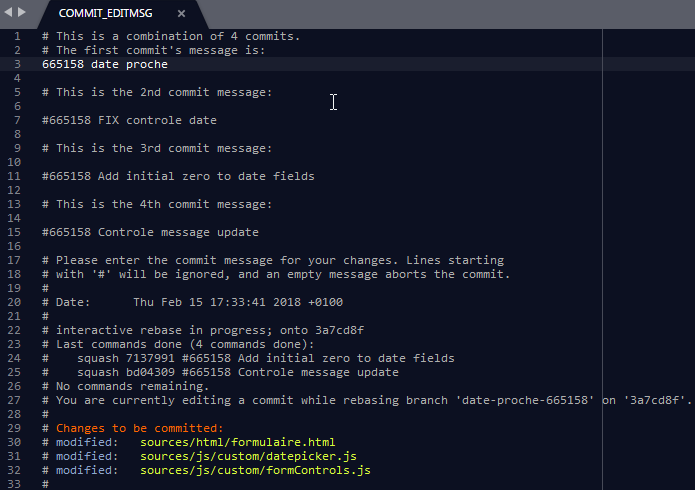 COMMIT_EDITMSG ×
1 # This is a combination of 4 commits.
2 # The first commit's message is:
3 665158 date proche
4
5 # This is the 2nd commit message:
6
7 #665158 FIX controle date
8
9 # This is the 3rd commit message:
10
11 #665158 Add initial zero to date fields
12
13 # This is the 4th commit message:
14
15 #665158 Controle message update
16
17 # Please enter the commit message for your changes. Lines starting
18 # with '#' will be ignored, and an empty message aborts the commit.
19 #
20 # Date:      Thu Feb 15 17:33:41 2018 +0100
21 #
22 # interactive rebase in progress; onto 3a7cd8f
23 # Last commands done (4 commands done):
24 #    squash 7137991 #665158 Add initial zero to date fields
25 #    squash bd04309 #665158 Controle message update
26 # No commands remaining.
27 # You are currently editing a commit while rebasing branch 'date-proche-665158' on '3a7cd8f'.
28 #
29 # Changes to be committed:
30 # modified:   sources/html/formulaire.html
31 # modified:   sources/js/custom/datepicker.js
32 # modified:   sources/js/custom/formControls.js
33 #